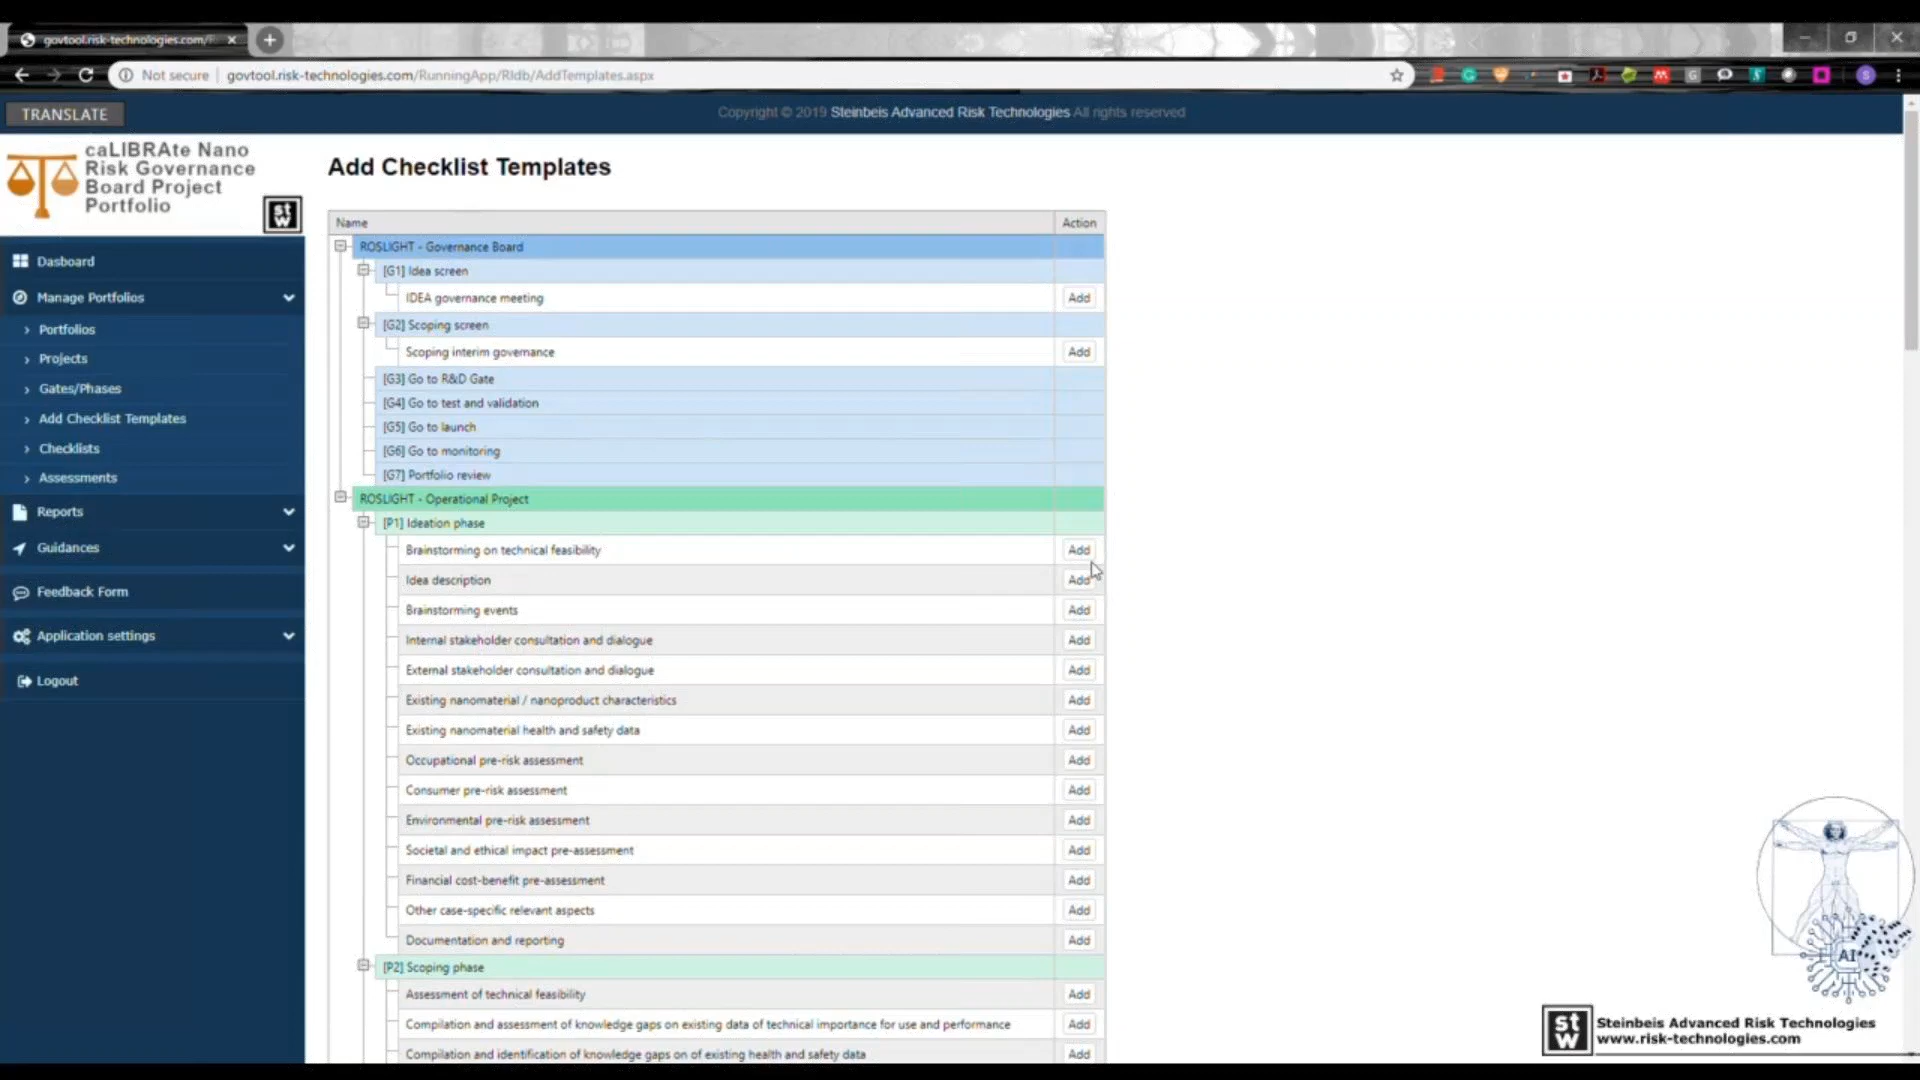 govtool.risk-technologies.com/
Not secure
govtool.risk-technologies.com/RunningApp/RIdb/AddTemplates.aspx
TRANSLATE
Copyright © 2019 Steinbeis Advanced Risk Technologies All rights reserved
caLIBRAte Nano
Risk Governance
Board Project
Portfolio
st
w
Dasboard
Manage Portfolios
Portfolios
Projects
Gates/Phases
Add Checklist Templates
Checklists
Assessments
Reports
Guidances
Feedback Form
Application settings
Logout
Add Checklist Templates
Name Action
ROSLIGHT - Governance Board
[G1] Idea screen
IDEA governance meeting Add
[G2] Scoping screen
Scoping interim governance Add
[G3] Go to R&D Gate
[G4] Go to test and validation
[G5] Go to launch
[G6] Go to monitoring
[G7] Portfolio review
ROSLIGHT - Operational Project
[P1] Ideation phase
Brainstorming on technical feasibility Add
Idea description Add
Brainstorming events Add
Internal stakeholder consultation and dialogue Add
External stakeholder consultation and dialogue Add
Existing nanomaterial / nanoproduct characteristics Add
Existing nanomaterial health and safety data Add
Occupational pre-risk assessment Add
Consumer pre-risk assessment Add
Environmental pre-risk assessment Add
Societal and ethical impact pre-assessment Add
Financial cost-benefit pre-assessment Add
Other case-specific relevant aspects Add
Documentation and reporting Add
[P2] Scoping phase
Assessment of technical feasibility Add
Compilation and assessment of knowledge gaps on existing data of technical importance for use and performance Add
Compilation and identification of knowledge gaps on of existing health and safety data Add
AI
st
w
Steinbeis Advanced Risk Technologies
www.risk-technologies.com